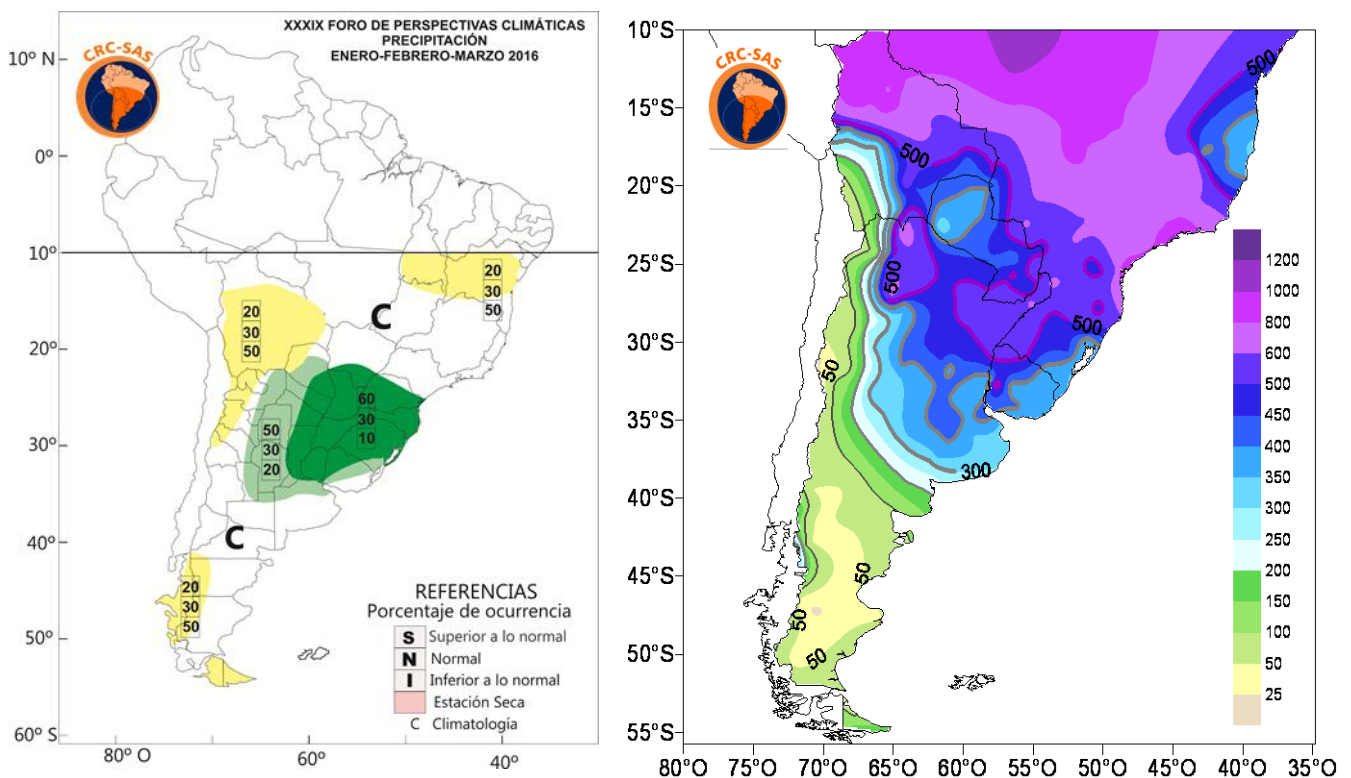 XXXIX FORO DE PERSPECTIVAS CLIMÁTICAS
PRECIPITACIÓN
ENERO-FEBRERO-MARZO 2016
CRC-SAS
10º N
0º
10º
20º
30º
40º
50º
60º S
80º O
60º
40º
20
30
50
20
30
50
C
60
30
10
50
30
20
C
20
30
50
REFERENCIAS
Porcentaje de ocurrencia
S Superior a lo normal
N Normal
I Inferior a lo normal
Estación Seca
C Climatología
CRC-SAS
10°S
15°S
20°S
25°S
30°S
35°S
40°S
45°S
50°S
55°S
80°O
75°O
70°O
65°O
60°O
55°O
50°O
45°O
40°O
35°O
500
500
500
500
50
300
50
50
50
1200
1000
800
600
500
450
400
350
300
250
200
150
100
50
25